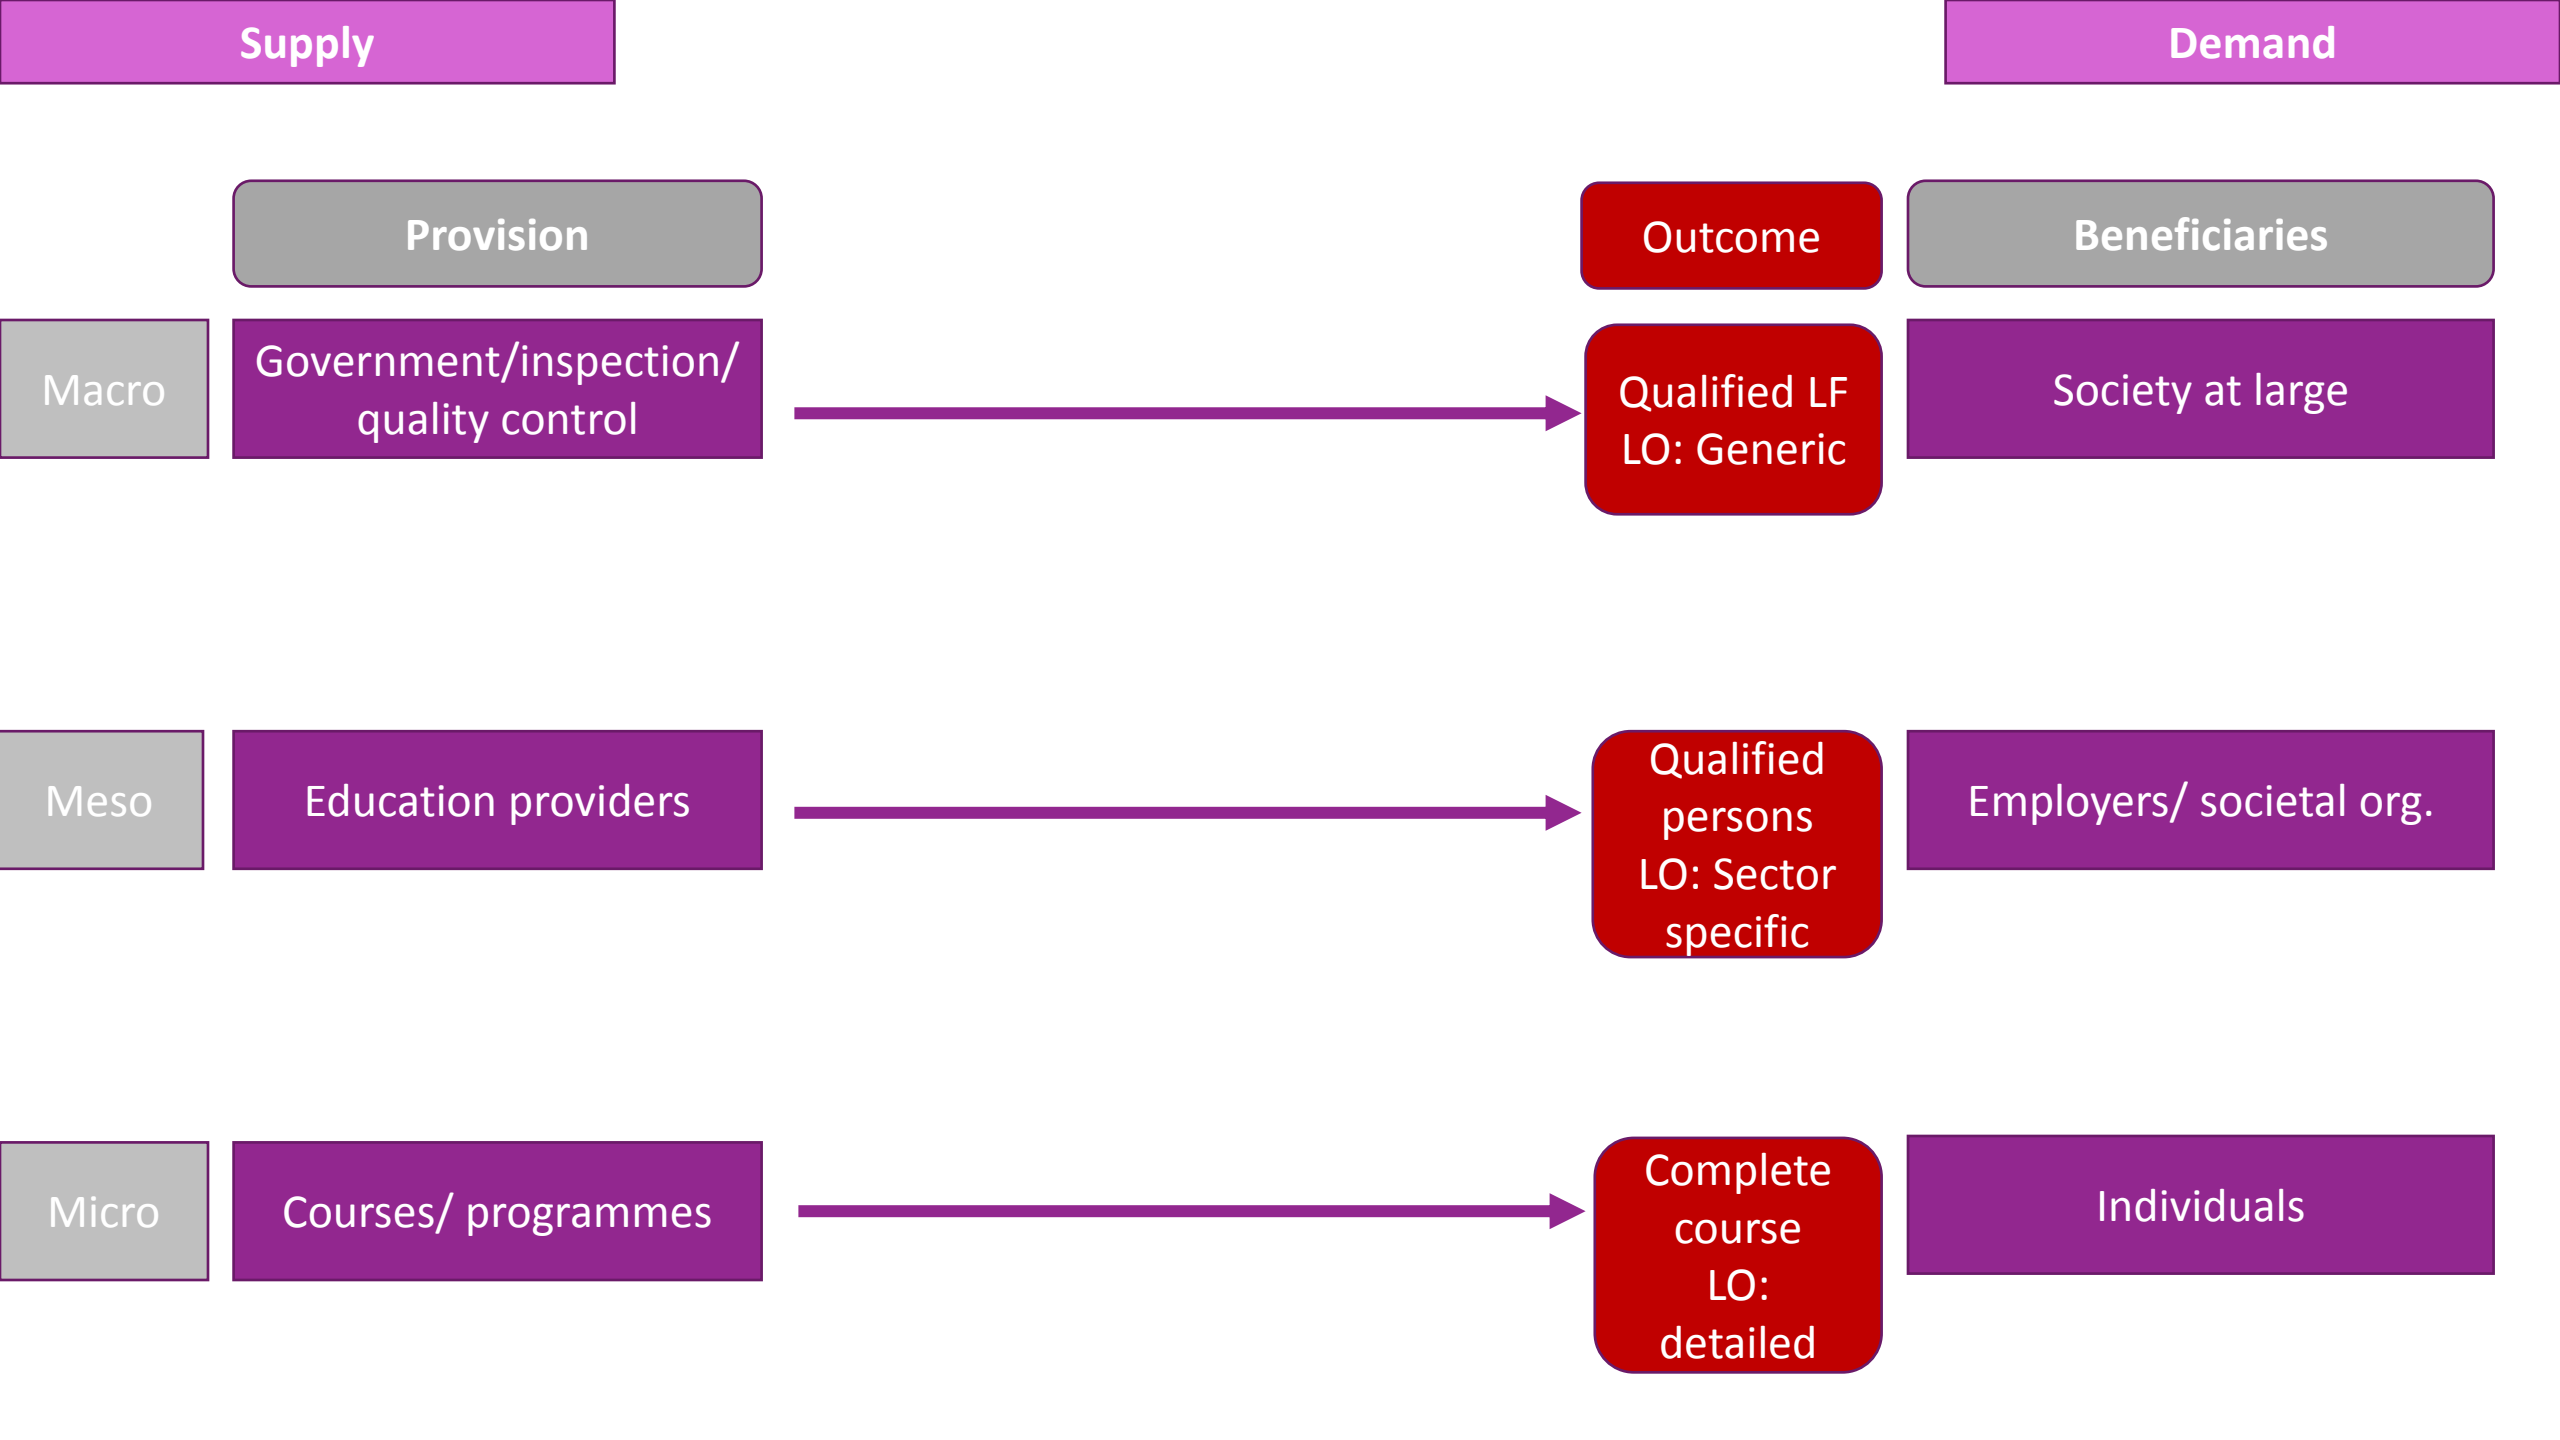 Supply
Demand
Provision
Outcome
Beneficiaries
Macro
Government/inspection/
quality control
Qualified LF
LO: Generic
Society at large
Meso
Education providers
Qualified
persons
LO: Sector
specific
Employers/ societal org.
Micro
Courses/ programmes
Complete
course
LO:
detailed
Individuals